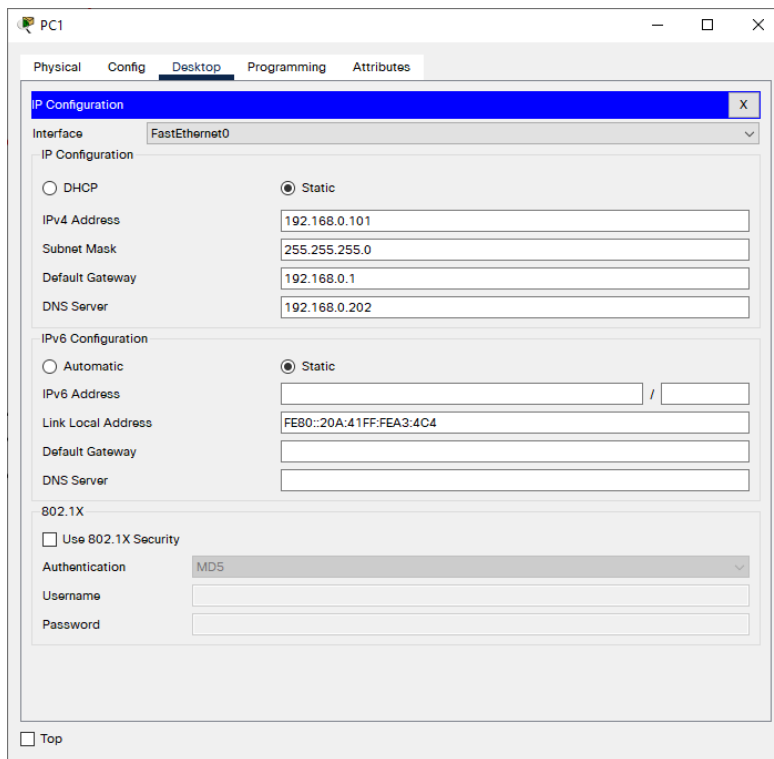 PC1
Physical Config Desktop Programming Attributes
IP Configuration X
Interface FastEthernet0
IP Configuration
DHCP Static
IPv4 Address 192.168.0.101
Subnet Mask 255.255.255.0
Default Gateway 192.168.0.1
DNS Server 192.168.0.202
IPv6 Configuration
Automatic Static
IPv6 Address /
Link Local Address FE80::20A:41FF:FEA3:4C4
Default Gateway
DNS Server
802.1X
Use 802.1X Security
Authentication MD5
Username
Password
Top